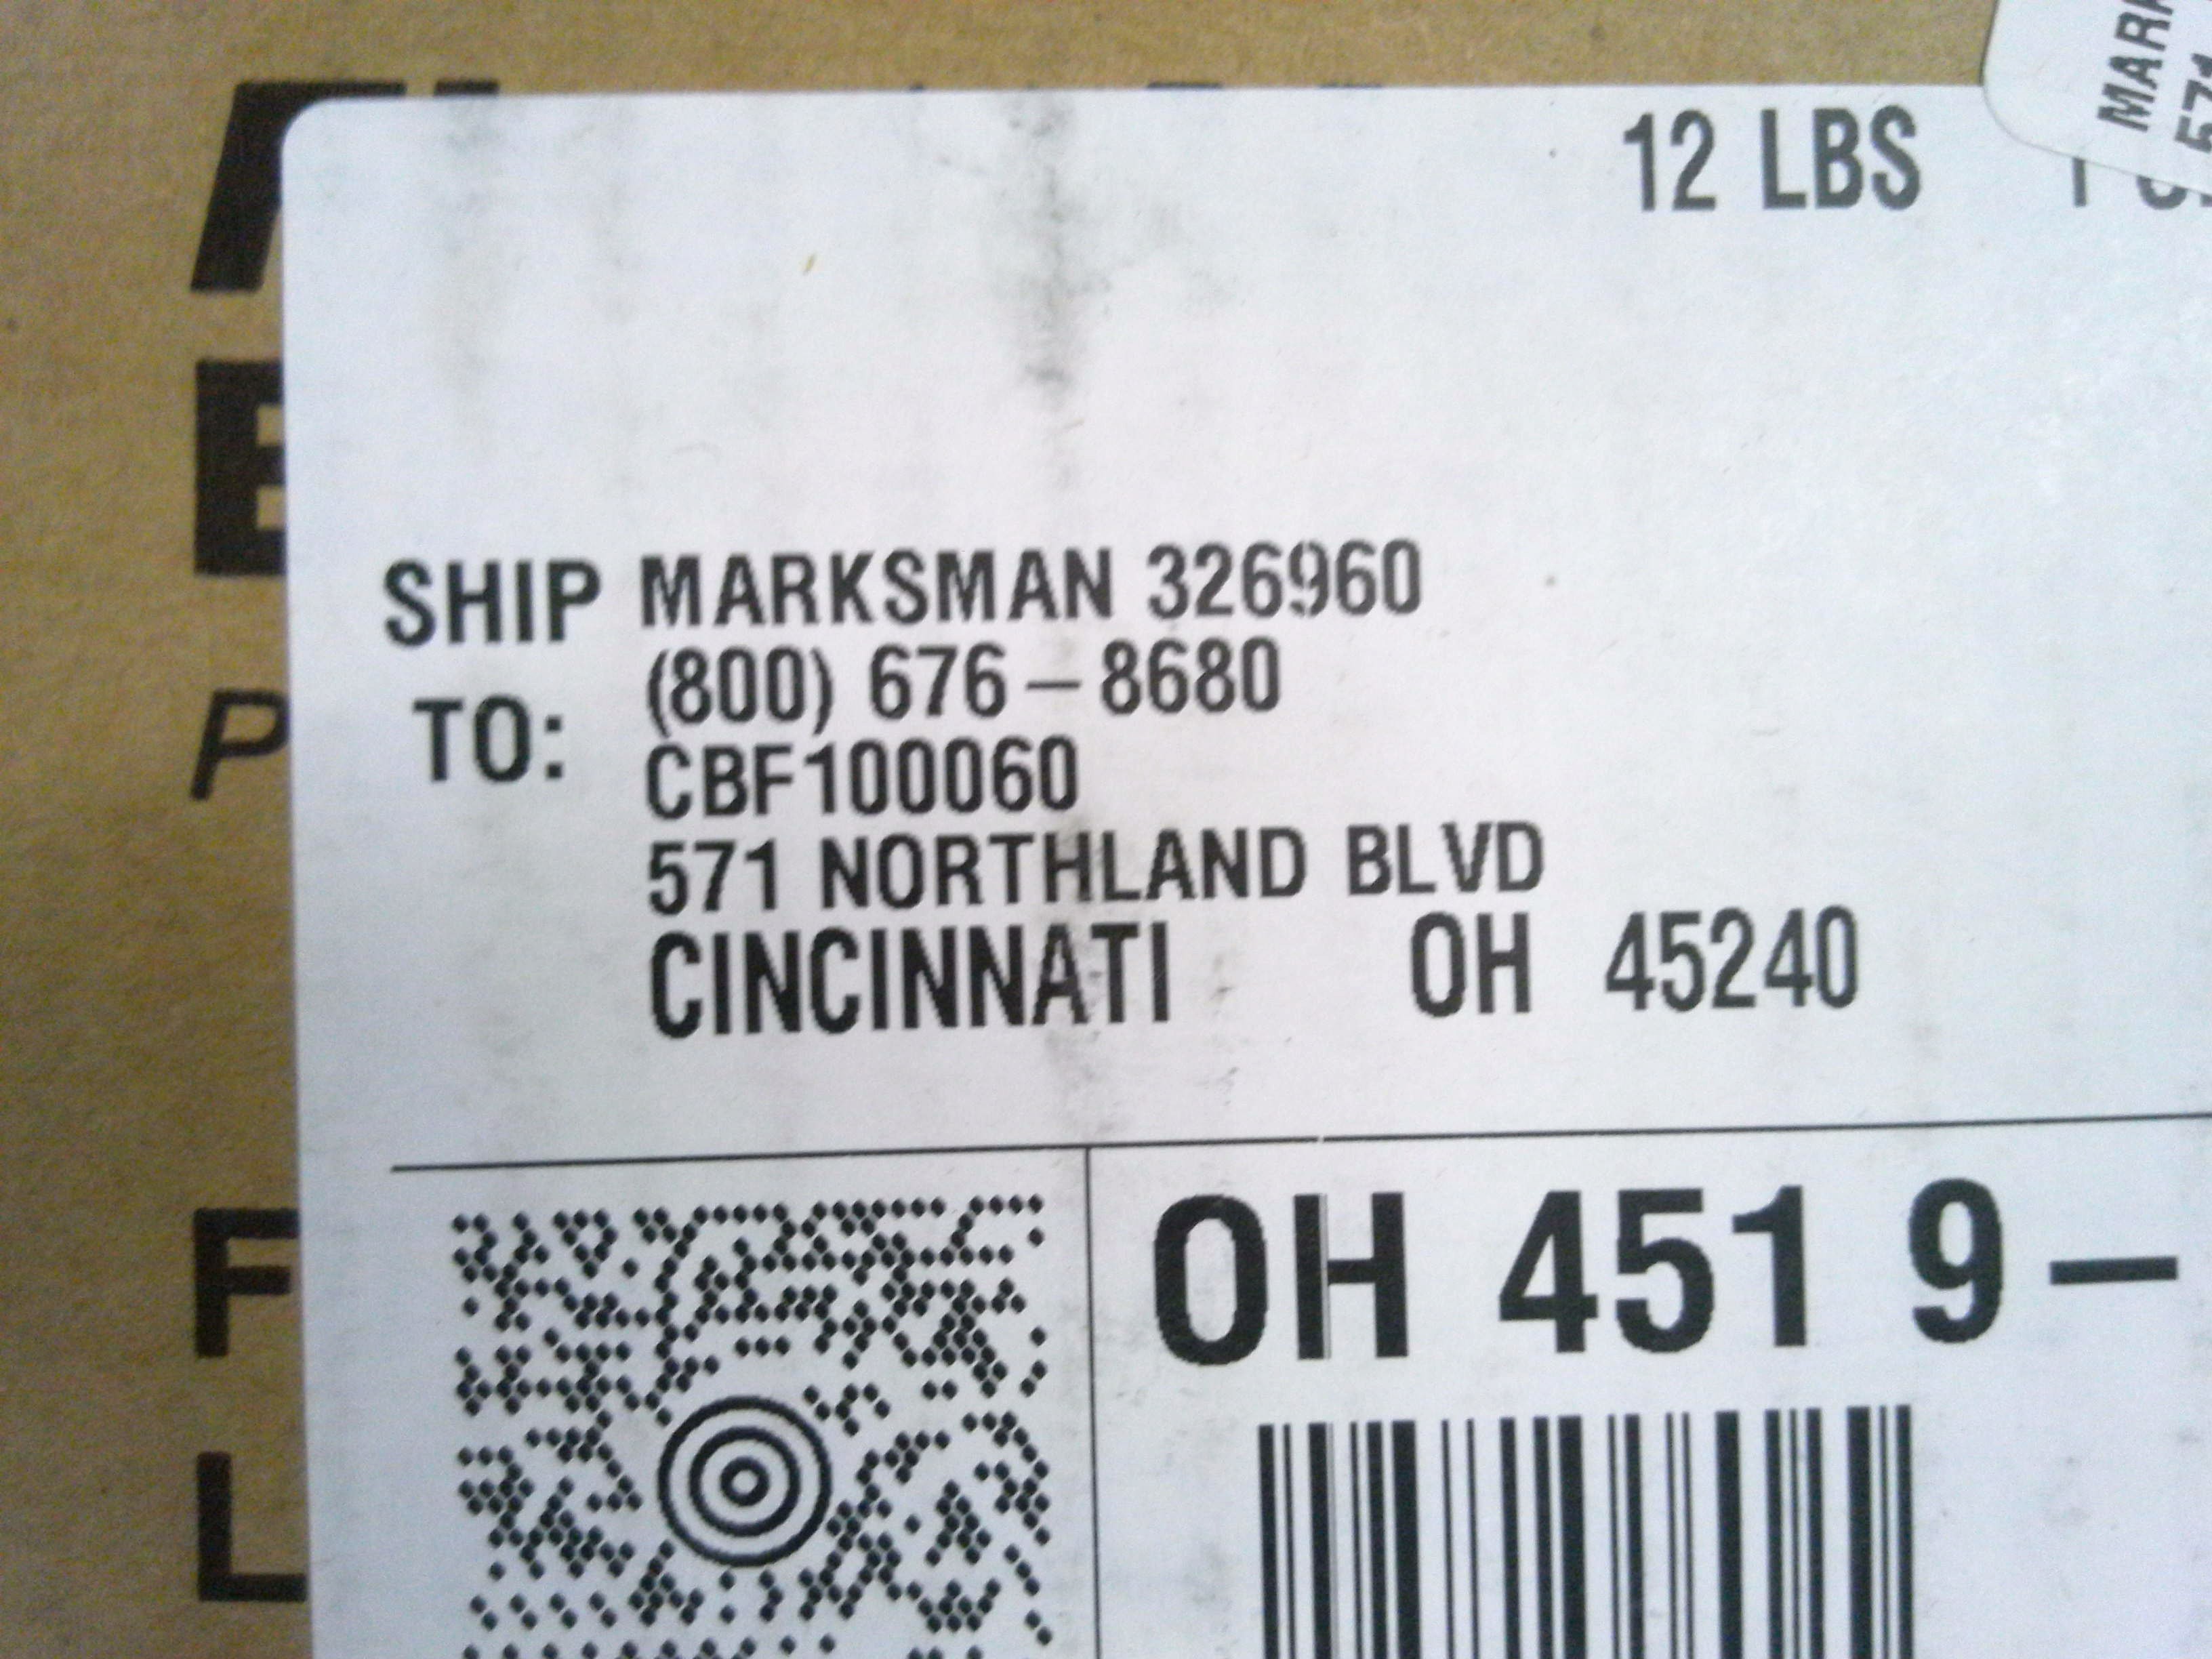 12 LBS
SHIP TO:
MARKSMAN 326960
(800) 676-8680
CBF100060
571 NORTHLAND BLVD
CINCINNATI OH 45240
OH 451 9-